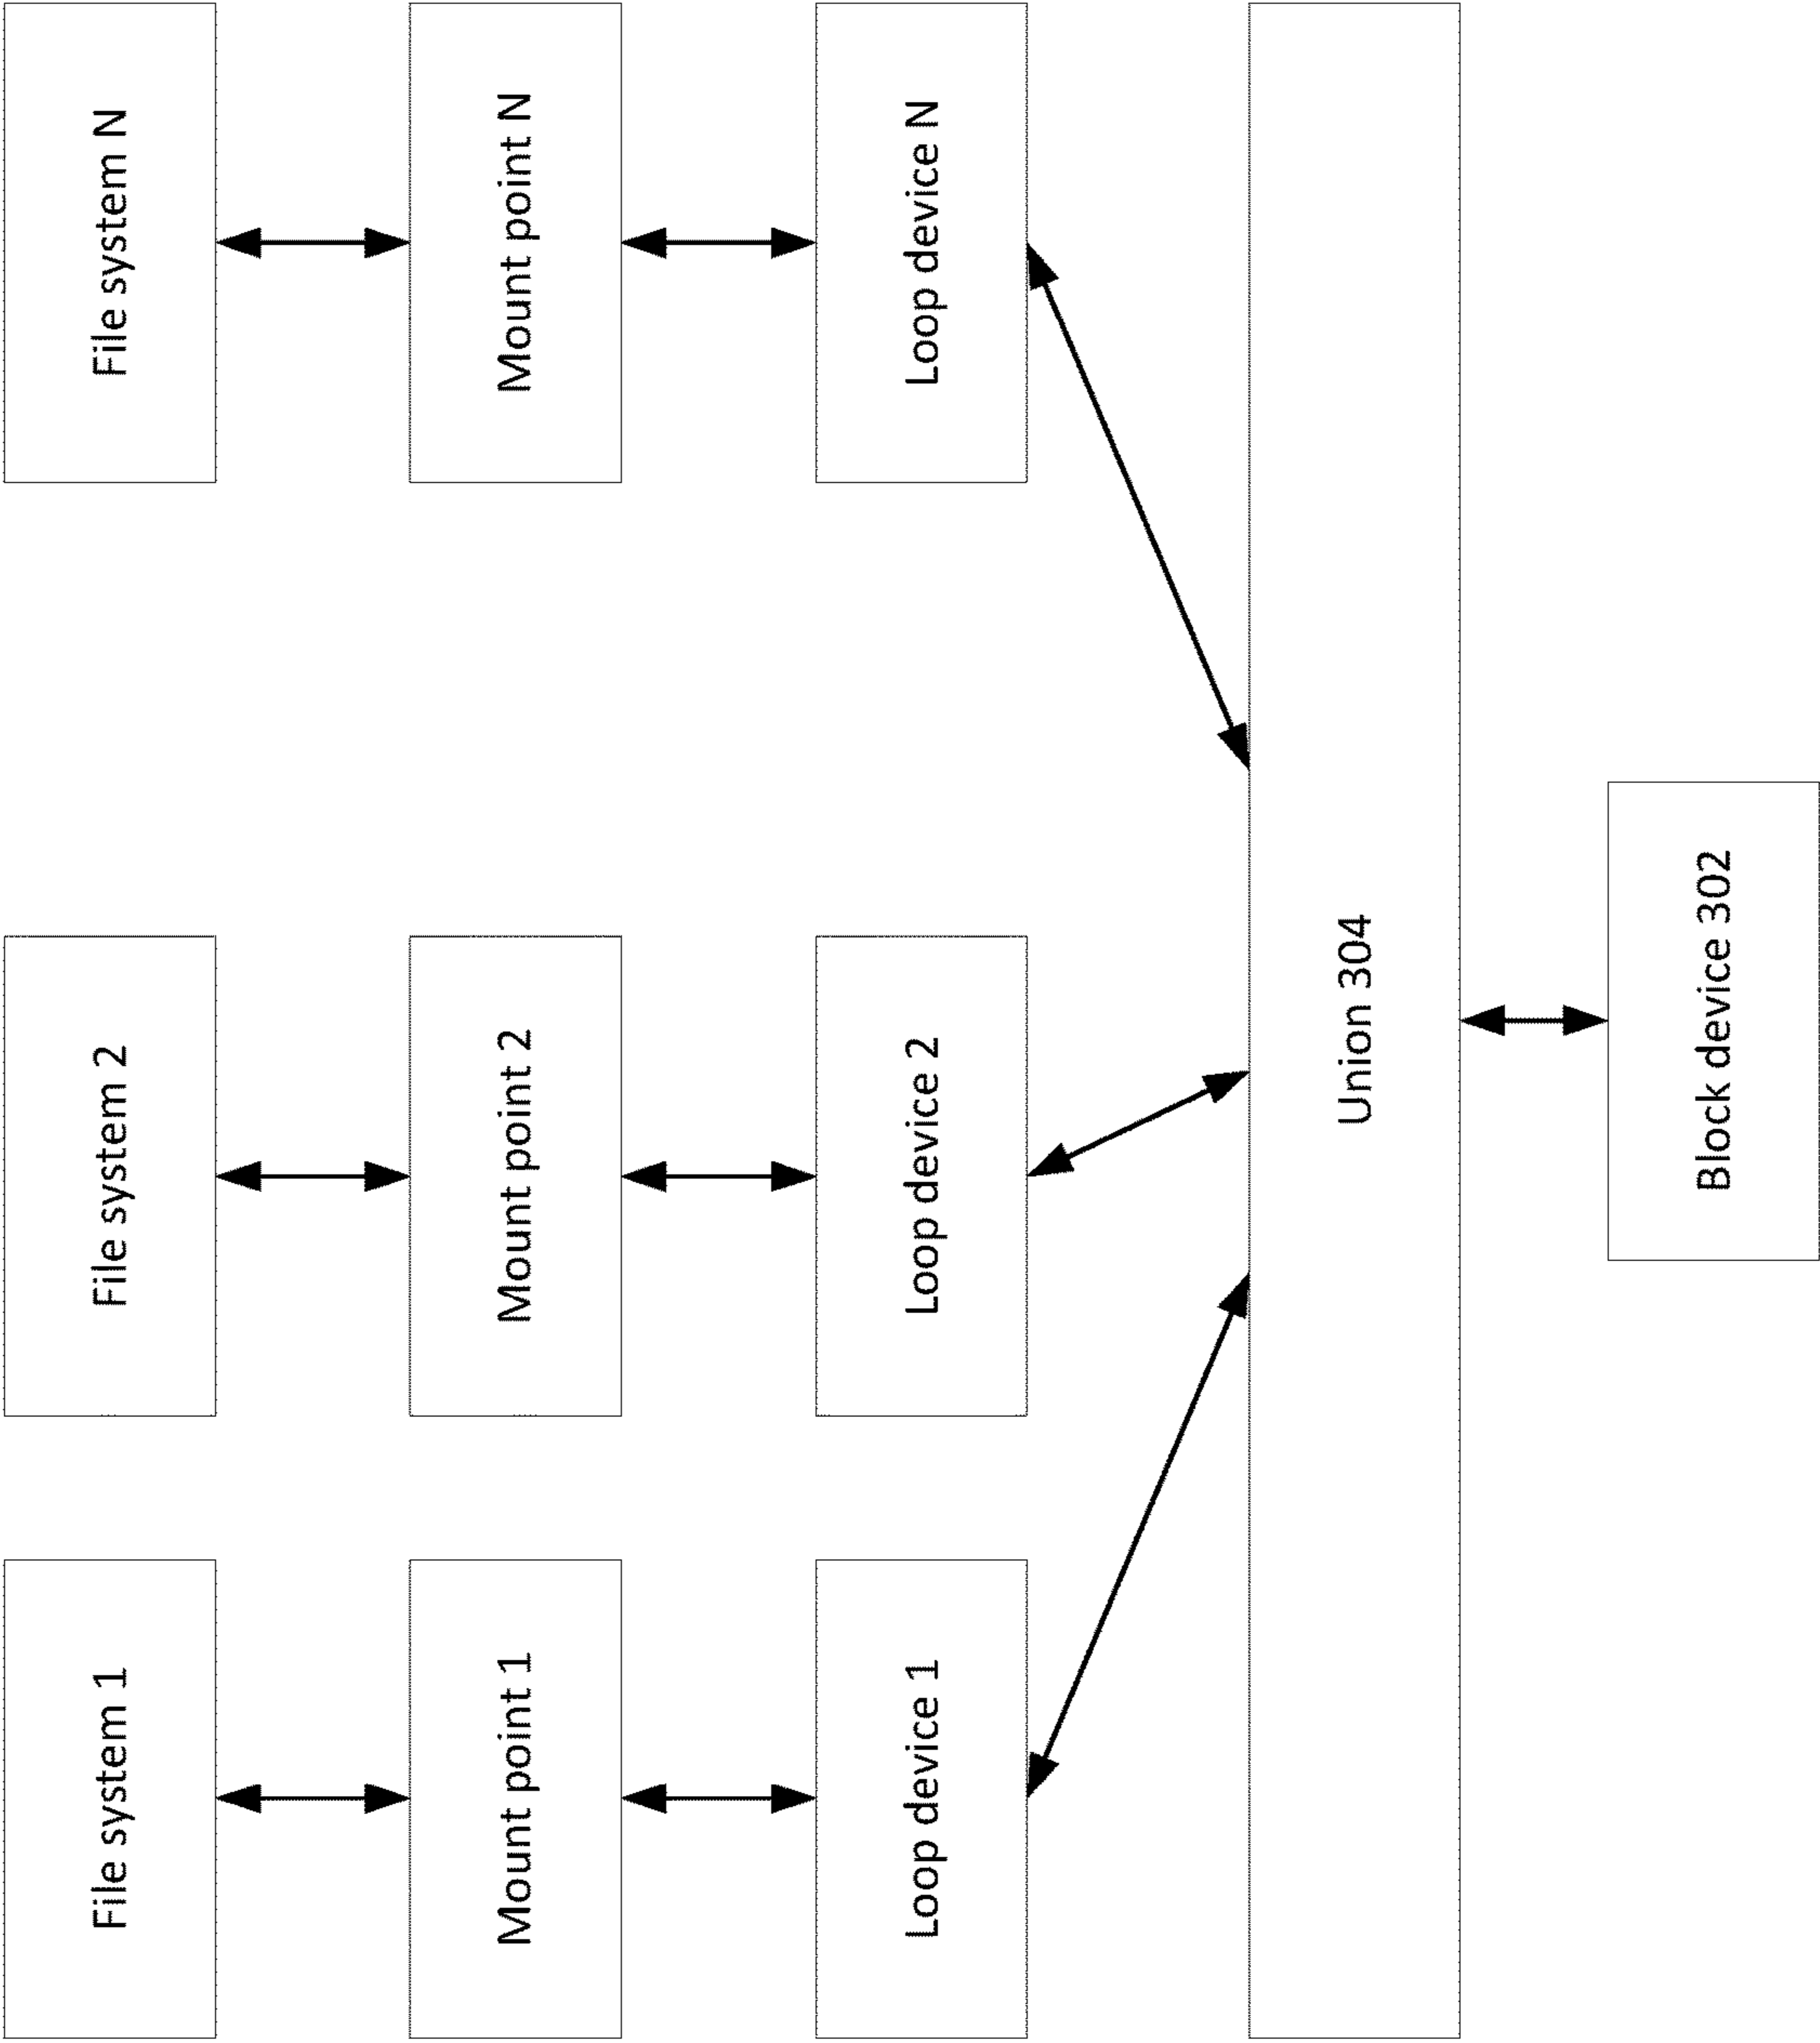 File system 1
File system 2
File system N
Mount point 1
Mount point 2
Mount point N
Loop device 1
Loop device 2
Loop device N
Union 304
Block device 302